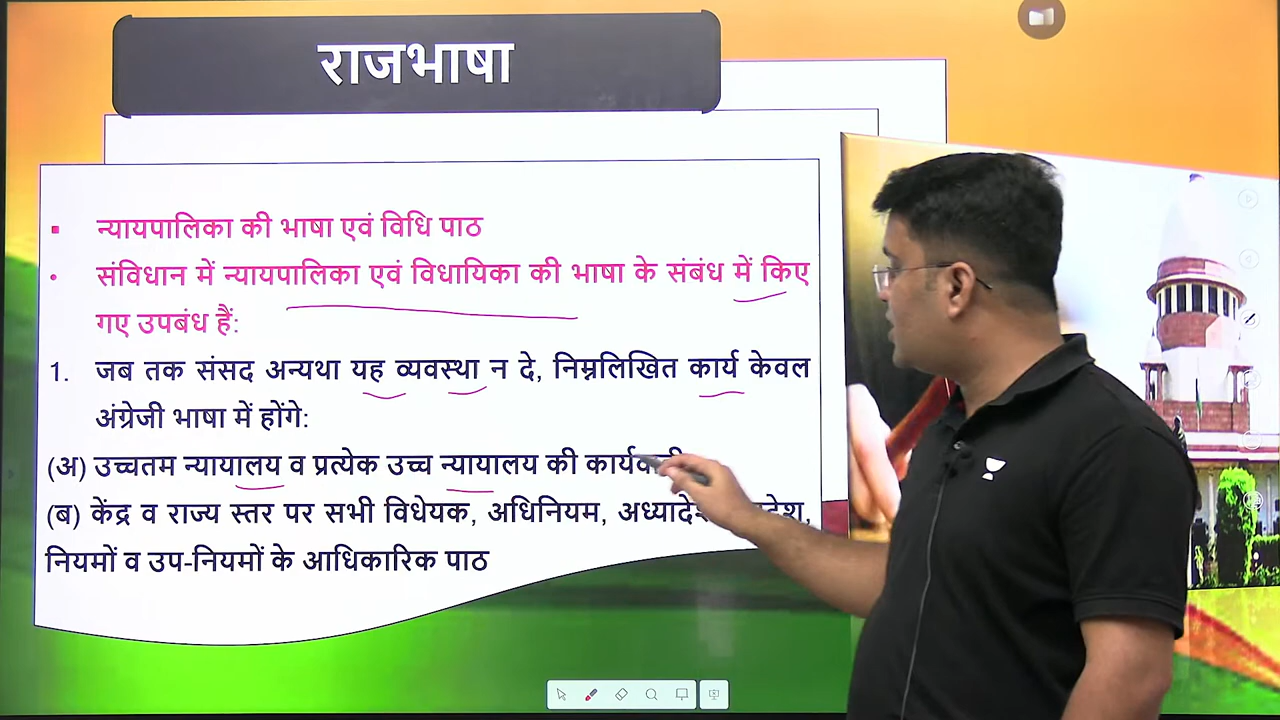 राजभाषा
▪ न्यायपालिका की भाषा एवं विधि पाठ
• संविधान में न्यायपालिका एवं विधायिका की भाषा के संबंध में किए
गए उपबंध हैं:
1. जब तक संसद अन्यथा यह व्यवस्था न दे, निम्नलिखित कार्य केवल
अंग्रेजी भाषा में होंगे:
(अ) उच्चतम न्यायालय व प्रत्येक उच्च न्यायालय की
(ब) केंद्र व राज्य स्तर पर सभी विधेयक, अधिनियम,
नियमों व उप-नियमों के आधिकारिक पाठ